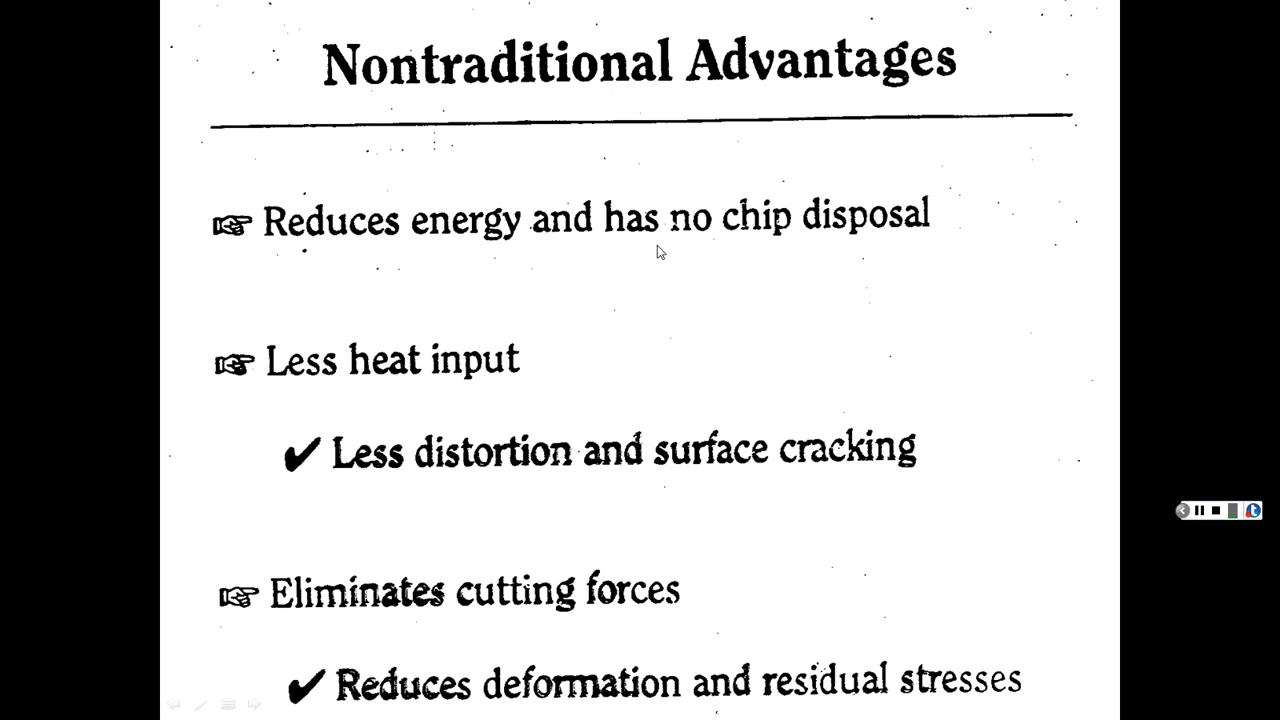 Nontraditional Advantages
☞ Reduces energy and has no chip disposal
☞ Less heat input
✔ Less distortion and surface cracking
☞ Eliminates cutting forces
✔ Reduces deformation and residual stresses